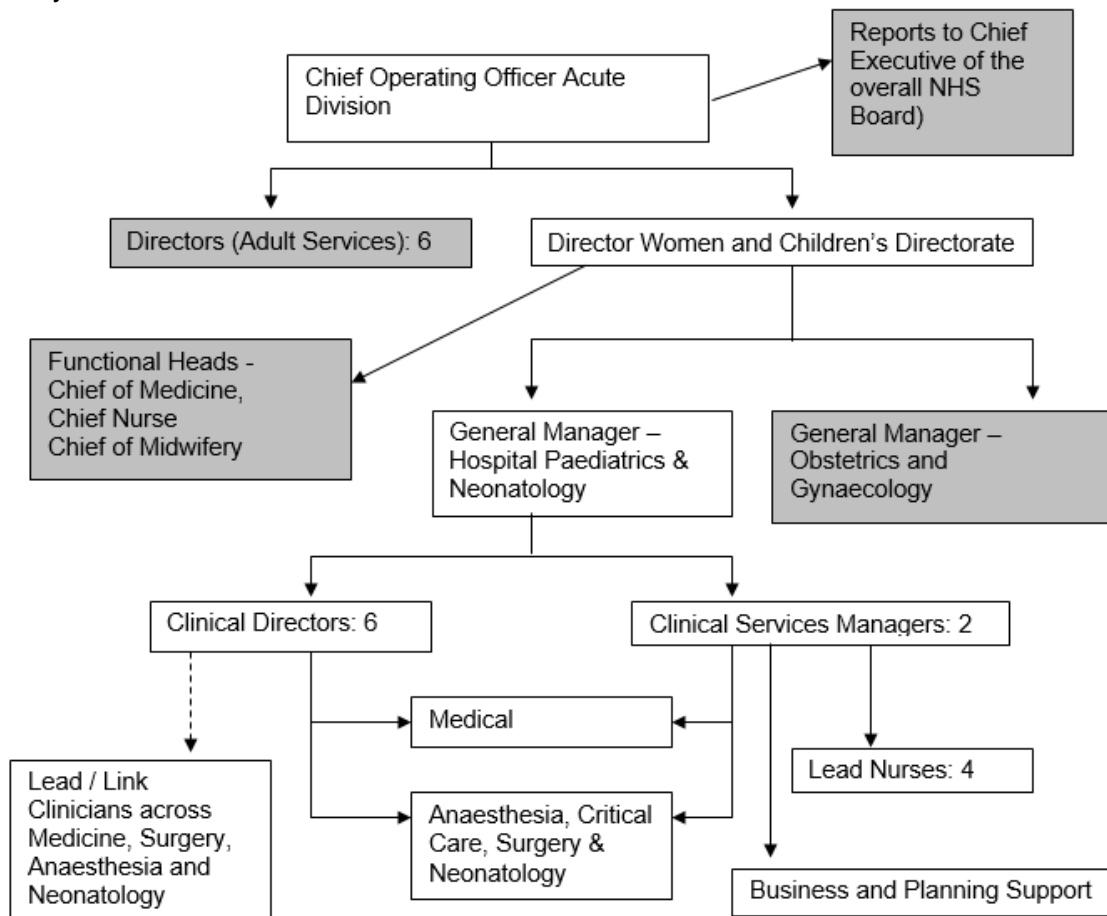 Reports to Chief
Executive of the
overall NHS
Board)
Chief Operating Officer Acute
Division
Directors (Adult Services): 6
Director Women and Children’s Directorate
Functional Heads -
Chief of Medicine,
Chief Nurse
Chief of Midwifery
General Manager –
Hospital Paediatrics &
Neonatology
General Manager –
Obstetrics and
Gynaecology
Clinical Directors: 6
Clinical Services Managers: 2
Medical
Lead Nurses: 4
Lead / Link
Clinicians across
Medicine, Surgery,
Anaesthesia and
Neonatology
Anaesthesia, Critical
Care, Surgery &
Neonatology
Business and Planning Support